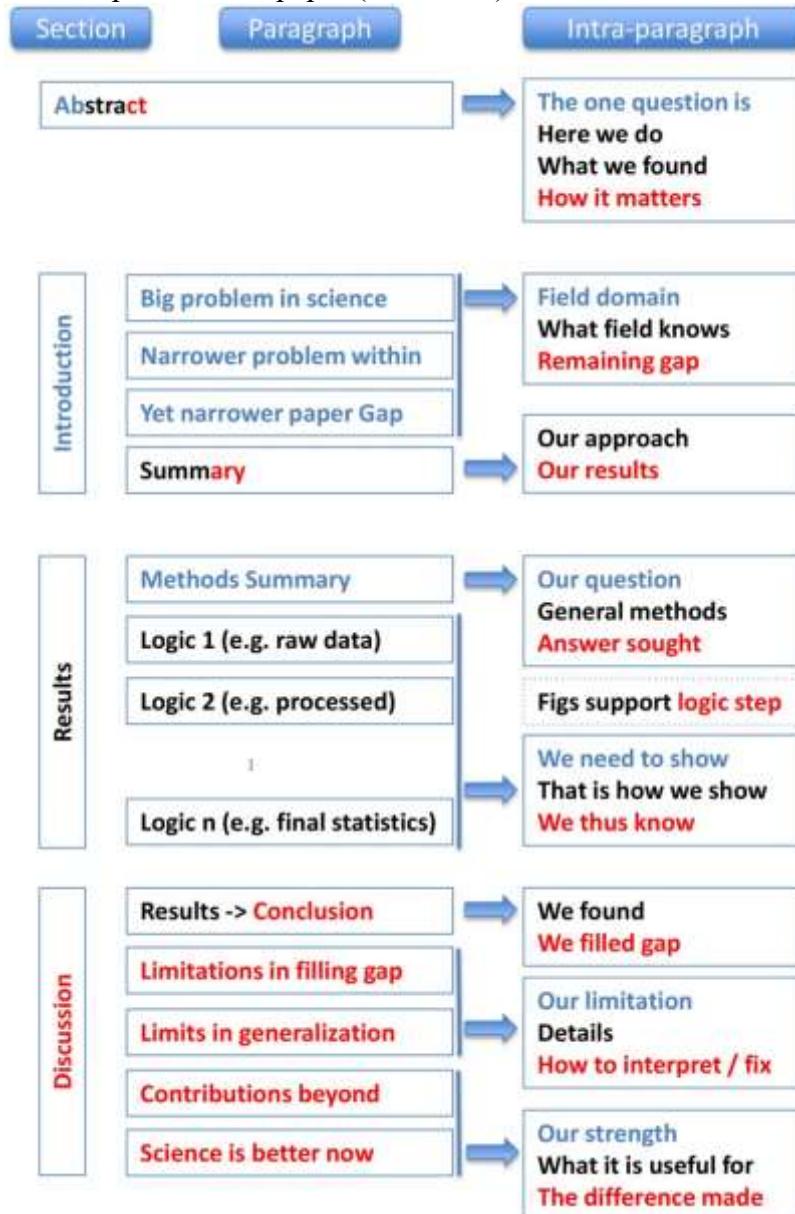 Section Paragraph Intra-paragraph
Abstract
The one question is
Here we do
What we found
How it matters
Introduction
Big problem in science
Narrower problem within
Yet narrower paper Gap
Summary
Field domain
What field knows
Remaining gap
Our approach
Our results
Results
Methods Summary
Logic 1 (e.g. raw data)
Logic 2 (e.g. processed)
Logic n (e.g. final statistics)
Our question
General methods
Answer sought
Figs support logic step
We need to show
That is how we show
We thus know
Discussion
Results -> Conclusion
Limitations in filling gap
Limits in generalization
Contributions beyond
Science is better now
We found
We filled gap
Our limitation
Details
How to interpret / fix
Our strength
What it is useful for
The difference made